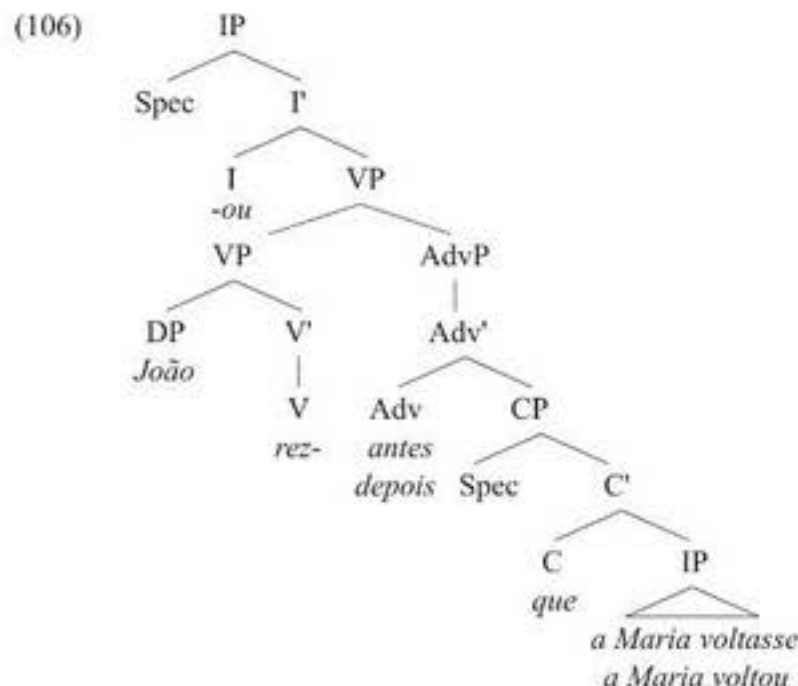 (106) IP
Spec I'
I VP
-ou
VP AdvP
DP V' Adv'
João
V Adv CP
rez- antes
depois Spec C'
C IP
que
a Maria voltasse
a Maria voltou